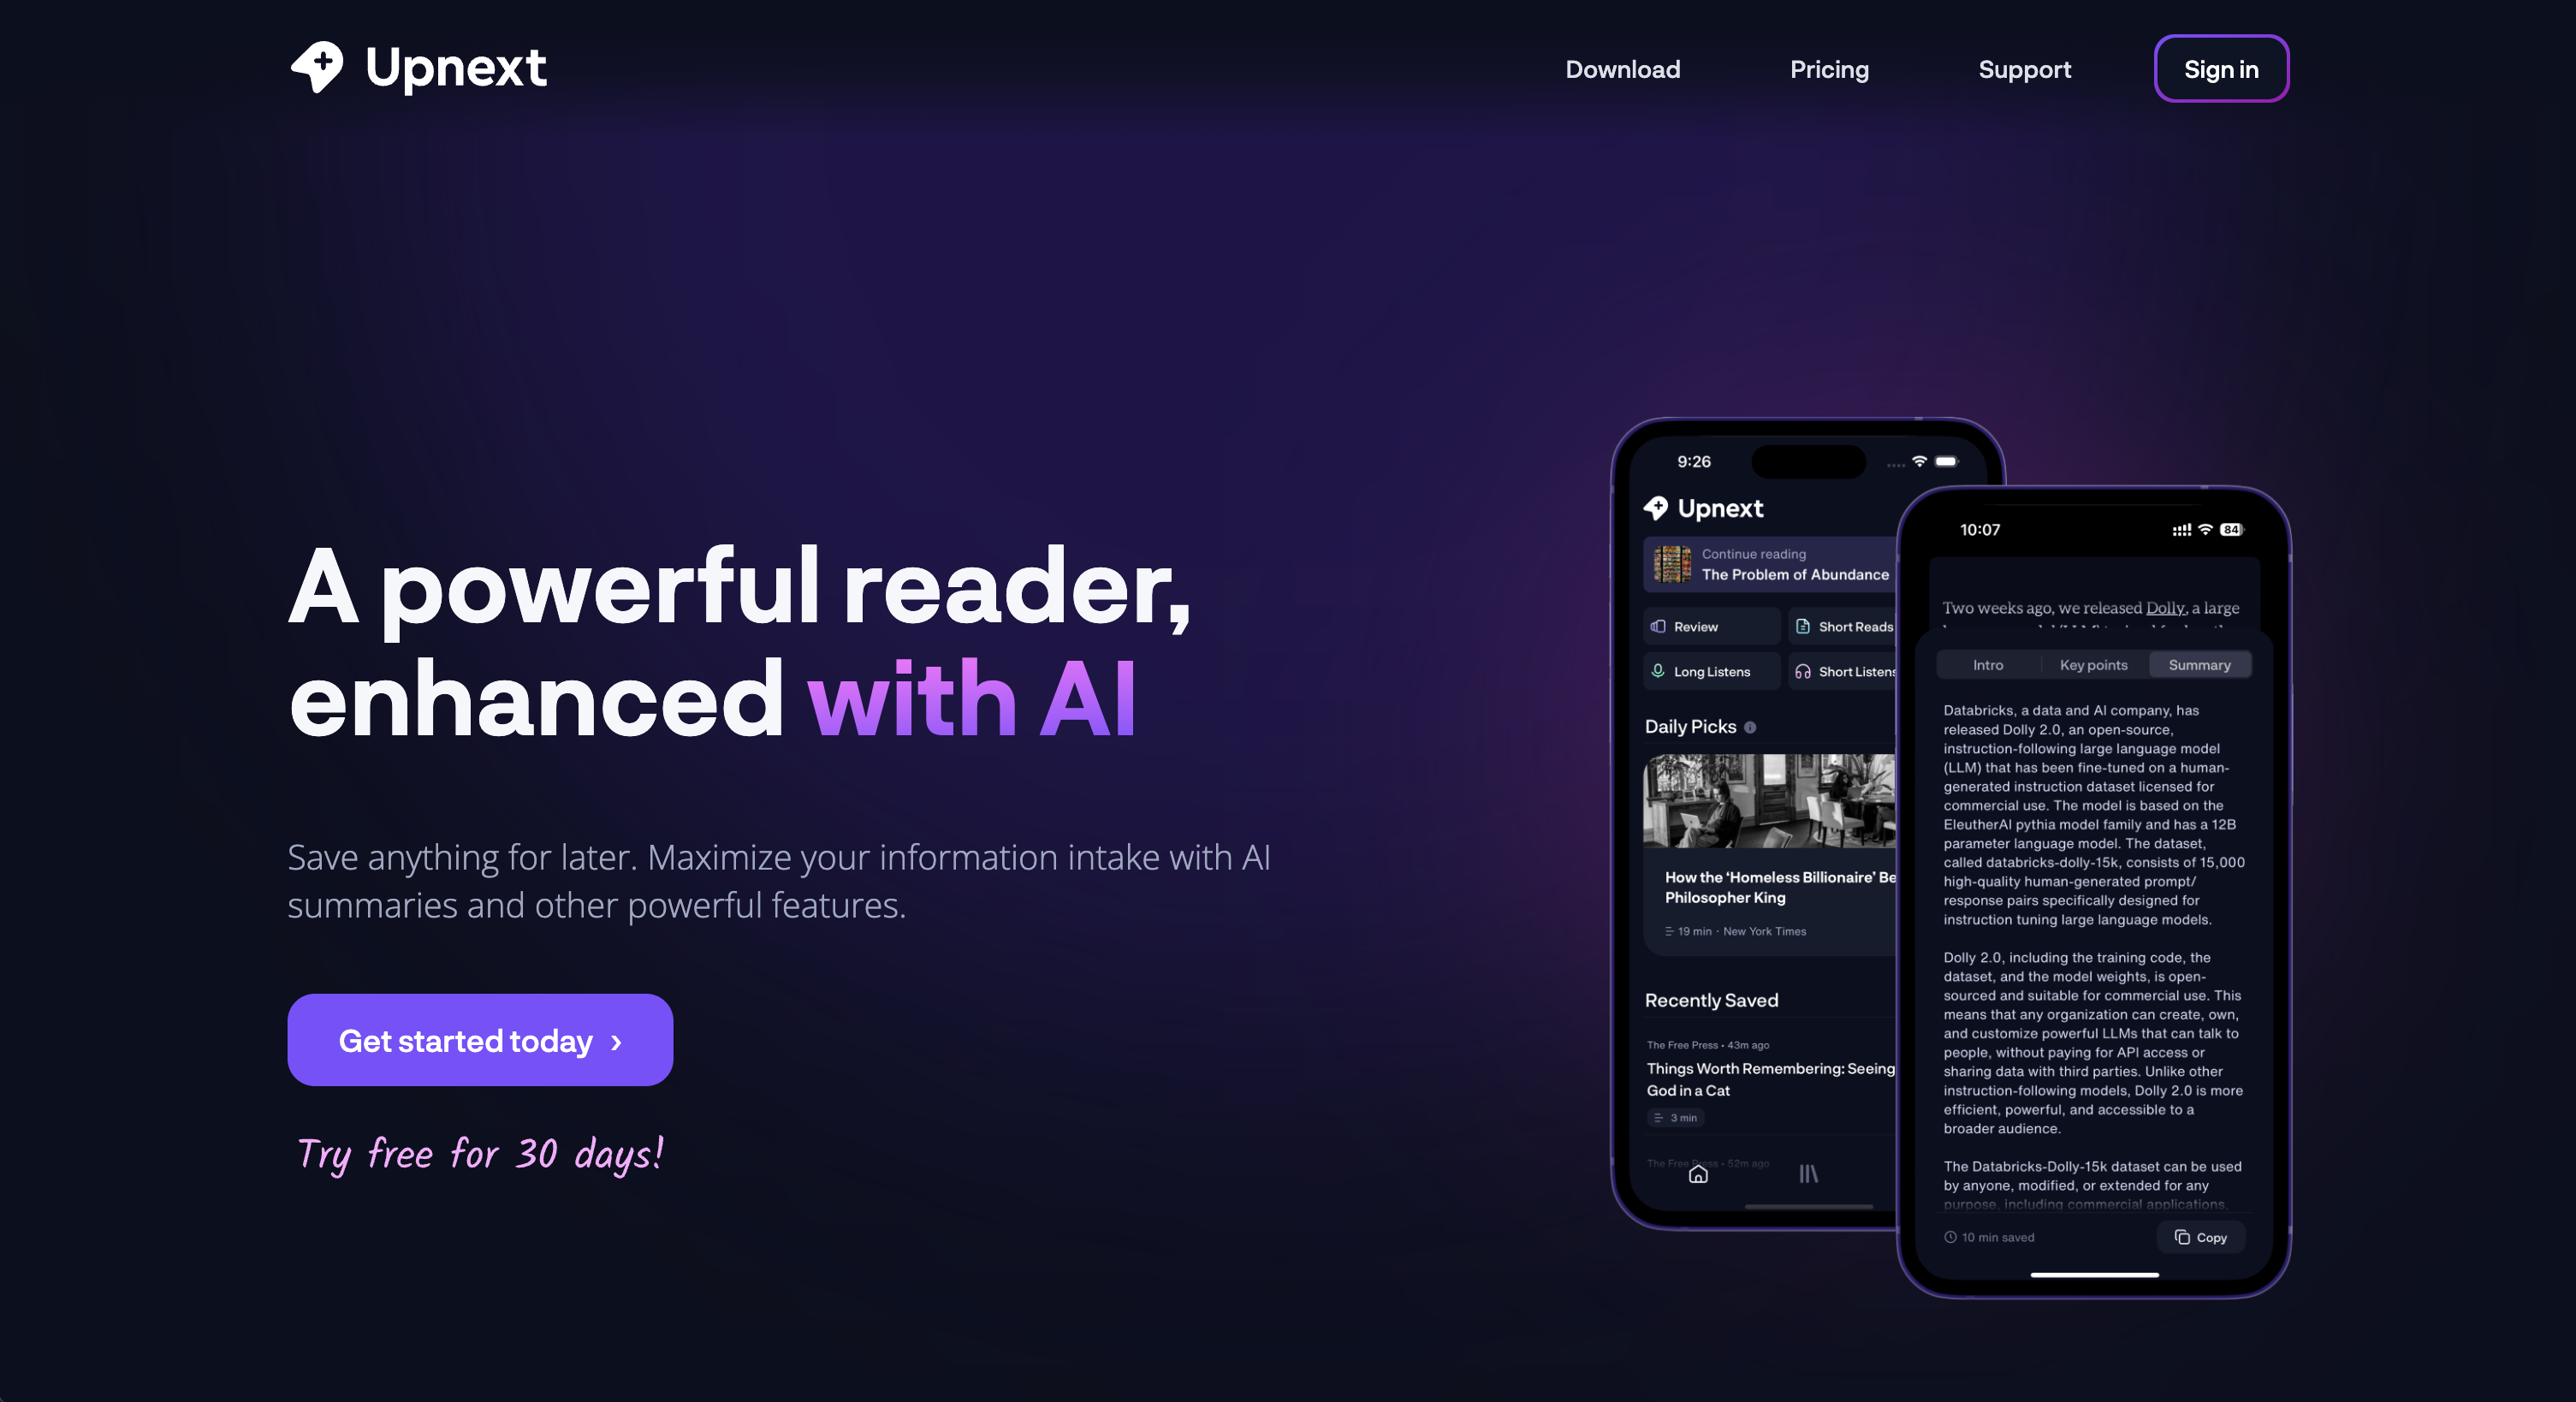 Upnext
Download
Pricing
Support
Sign in
A powerful reader,
enhanced with AI
Save anything for later. Maximize your information intake with AI
summaries and other powerful features.
Get started today ›
Try free for 30 days!
9:26
Upnext
Continue reading
The Problem of Abundance
Review
Short Reads
Long Listens
Short Listens
Daily Picks
How the ‘Homeless Billionaire’ Be
Philosopher King
19 min · New York Times
Recently Saved
The Free Press • 43m ago
Things Worth Remembering: Seeing
God in a Cat
3 min
The Free Press • 52m ago
10:07
84
Two weeks ago, we released Dolly, a large
Intro
Key points
Summary
Databricks, a data and AI company, has
released Dolly 2.0, an open-source,
instruction-following large language model
(LLM) that has been fine-tuned on a human-
generated instruction dataset licensed for
commercial use. The model is based on the
EleutherAI pythia model family and has a 12B
parameter language model. The dataset,
called databricks-dolly-15k, consists of 15,000
high-quality human-generated prompt/
response pairs specifically designed for
instruction tuning large language models.
Dolly 2.0, including the training code, the
dataset, and the model weights, is open-
sourced and suitable for commercial use. This
means that any organization can create, own,
and customize powerful LLMs that can talk to
people, without paying for API access or
sharing data with third parties. Unlike other
instruction-following models, Dolly 2.0 is more
efficient, powerful, and accessible to a
broader audience.
The Databricks-Dolly-15k dataset can be used
by anyone, modified, or extended for any
purpose, including commercial applications.
10 min saved
Copy